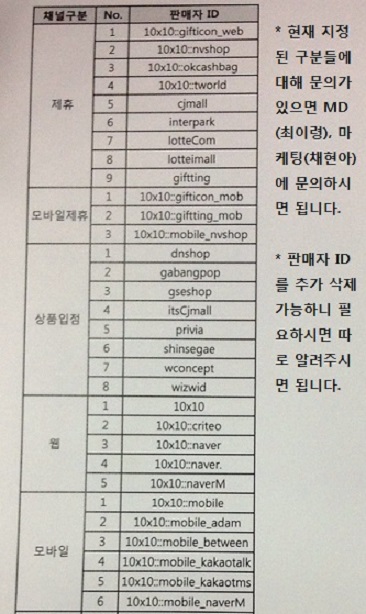 채널구분 No. 판매자 ID
제휴
1 10x10::gifticon_web
2 10x10::nvshop
3 10x10::okcashbag
4 10x10::tworld
5 cjmall
6 interpark
7 lotteCom
8 lotteimall
9 giftting
모바일제휴
1 10x10::gifticon_mob
2 10x10::giftting_mob
3 10x10::mobile_nvshop
상품입점
1 dnshop
2 gabangpop
3 gseshop
4 itsCjmall
5 privia
6 shinsegae
7 wconcept
8 wizwid
웹
1 10x10
2 10x10::criteo
3 10x10::naver
4 10x10::naver.
5 10x10::naverM
모바일
1 10x10::mobile
2 10x10::mobile_adam
3 10x10::mobile_between
4 10x10::mobile_kakaotalk
5 10x10::mobile_kakaotms
6 10x10::mobile_naverM
* 현재 지정
된 구분들에
대해 문의가
있으면 MD
(최이령), 마
케팅(채현아)
에 문의하시
면 됩니다.
* 판매자 ID
를 추가 삭제
가능하니 필
요하시면 따
로 알려주시
면 됩니다.